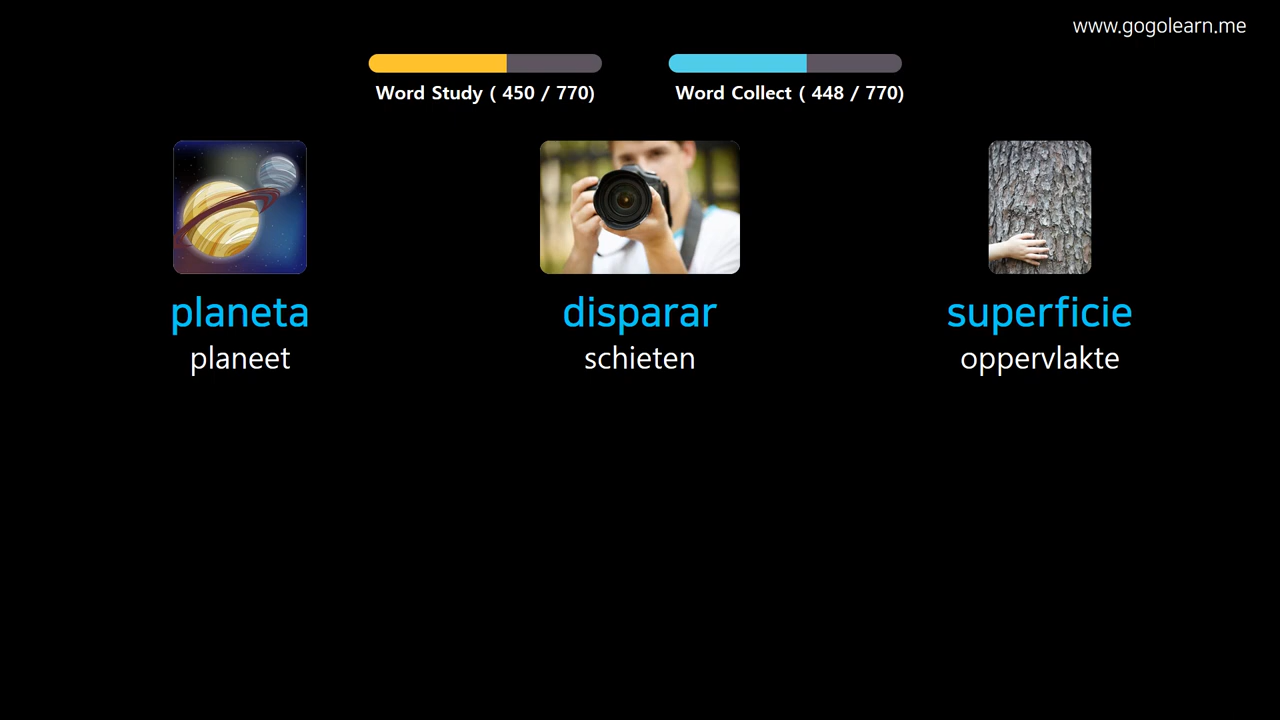 www.gogolearn.me
Word Study ( 450 / 770)
Word Collect ( 448 / 770)
planeta
disparar
superficie
planeet
schieten
oppervlakte